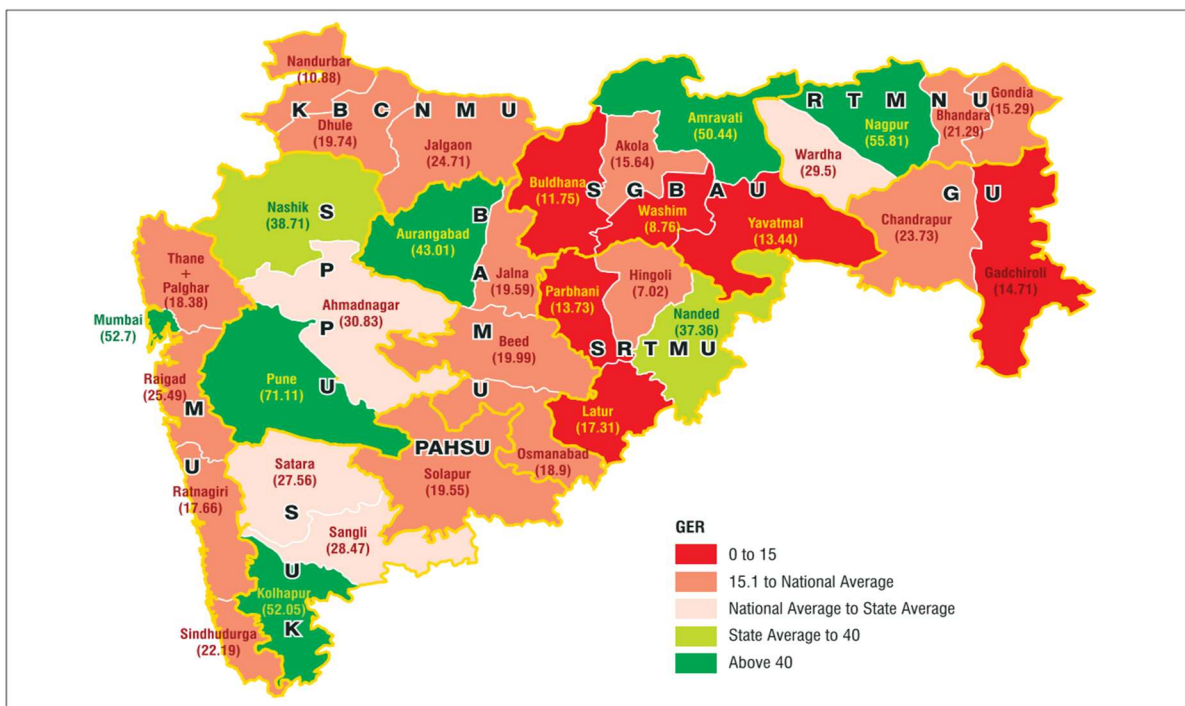 Nandurbar
(10.88)
K B C N M U
Dhule
(19.74)
Jalgaon
(24.71)
Nashik
(38.71)
Aurangabad
(43.01)
Jalna
(19.59)
Thane
+
Palghar
(18.38)
Mumbai
(52.7)
Ahmadnagar
(30.83)
Pune
(71.11)
S
P
P
U
Beed
(19.99)
B
A
M
U
Raigad
(25.49)
M
U
Ratnagiri
(17.66)
Sindhudurga
(22.19)
Satara
(27.56)
Sangli
(28.47)
Kolhapur
(52.05)
S
U
K
PAHSU
Solapur
(19.55)
Osmanabad
(18.9)
Buldhana
(11.75)
Akola
(15.64)
Amravati
(50.44)
S G B A U
Washim
(8.76)
Yavatmal
(13.44)
Parbhani
(13.73)
Hingoli
(7.02)
Nanded
(37.36)
S R T M U
Latur
(17.31)
R T M N U
Nagpur
(55.81)
Wardha
(29.5)
Bhandara
(21.29)
Gondia
(15.29)
G U
Chandrapur
(23.73)
Gadchiroli
(14.71)
GER
0 to 15
15.1 to National Average
National Average to State Average
State Average to 40
Above 40